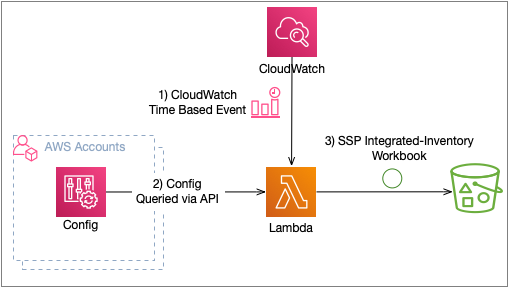 CloudWatch
1) CloudWatch
Time Based Event
AWS Accounts
3) SSP Integrated-Inventory
Workbook
2) Config
Queried via API
Config
Lambda